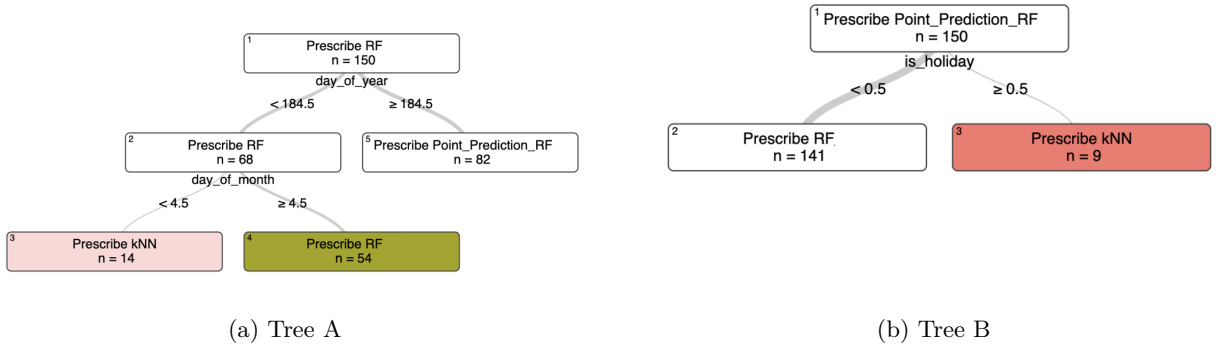 1
Prescribe RF
n = 150
day_of_year
< 184.5
≥ 184.5
2
Prescribe RF
n = 68
day_of_month
5
Prescribe Point_Prediction_RF
n = 82
< 4.5
≥ 4.5
3
Prescribe kNN
n = 14
4
Prescribe RF
n = 54
(a) Tree A
1
Prescribe Point_Prediction_RF
n = 150
is_holiday
< 0.5
≥ 0.5
2
Prescribe RF
n = 141
3
Prescribe kNN
n = 9
(b) Tree B